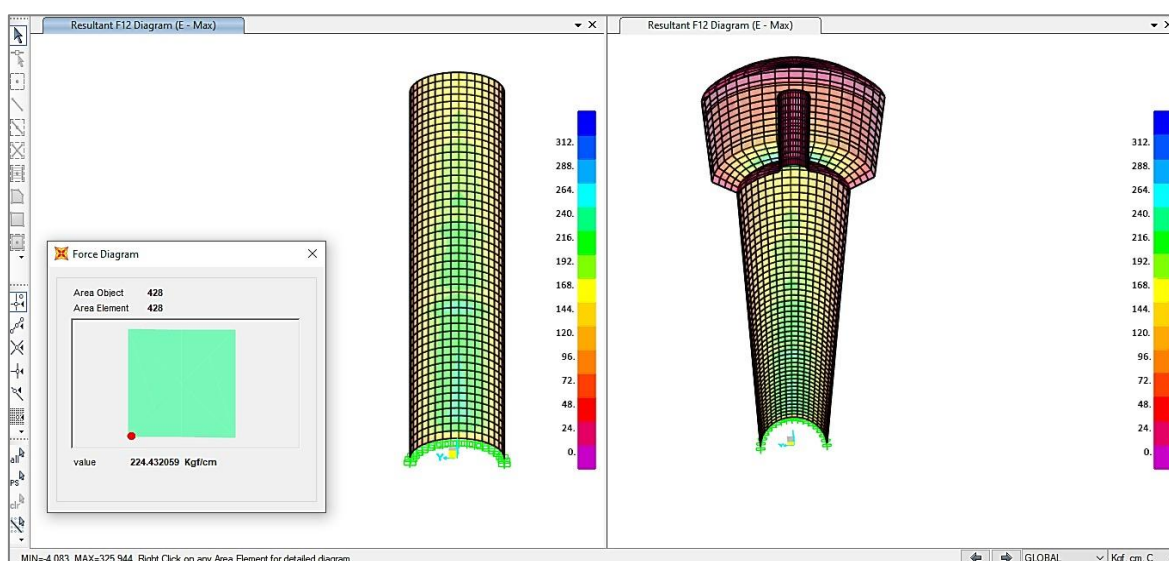 Resultant F12 Diagram (E - Max)
Resultant F12 Diagram (E - Max)
Force Diagram
Area Object 428
Area Element 428
value 224.432059 Kgf/cm
312.
288.
264.
240.
216.
192.
168.
144.
120.
96.
72.
48.
24.
0.
312.
288.
264.
240.
216.
192.
168.
144.
120.
96.
72.
48.
24.
0.
Y
Y
all
PS
clr
MIN=-4.083, MAX=325.944, Right Click on any Area Element for detailed diagram
GLOBAL
Kgf, cm, C